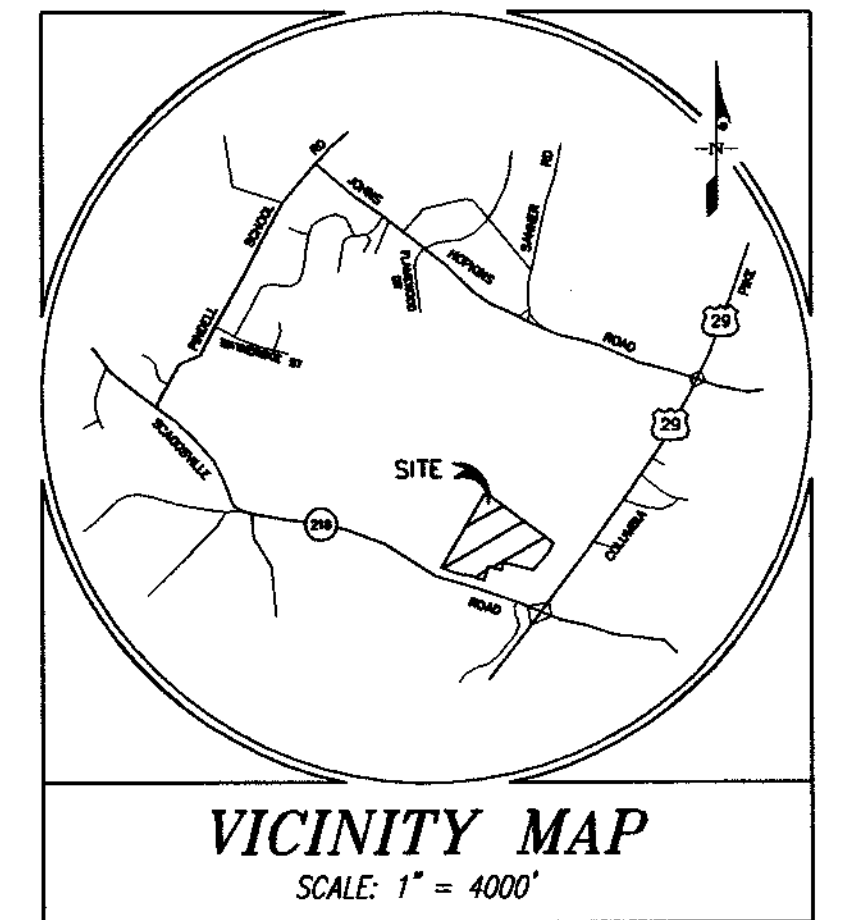 RD
JOHNS
SCHOOL
RD
SANNER
N
HOPKINS
PIKE
29
PINDELL
ROAD
ST
29
SCAGGSVILLE
SITE
216
COLUMBIA
ROAD
VICINITY MAP
SCALE: 1" = 4000'